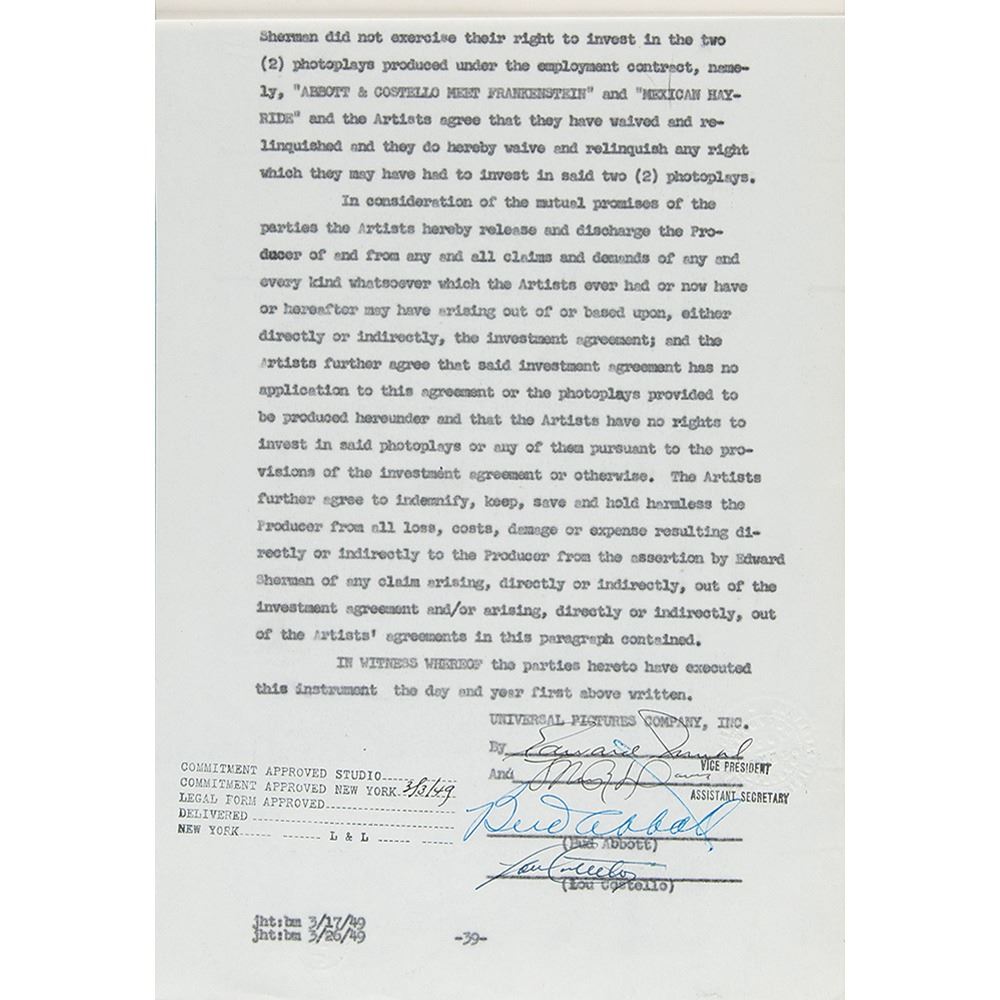 Sherman did not exercise their right to invest in the two
(2) photoplays produced under the employment contract, name-
ly, "ABBOTT & COSTELLO MEET FRANKENSTEIN" and "MEXICAN HAY-
RIDE" and the Artists agree that they have waived and re-
linquished and they do hereby waive and relinquish any right
which they may have had to invest in said two (2) photoplays.
In consideration of the mutual promises of the
parties the Artists hereby release and discharge the Pro-
ducer of and from any and all claims and demands of any and
every kind whatsoever which the Artists ever had or now have
or hereafter may have arising out of or based upon, either
directly or indirectly, the investment agreement; and the
Artists further agree that said investment agreement has no
application to this agreement or the photoplays provided to
be produced hereunder and that the Artists have no rights to
invest in said photoplays or any of them pursuant to the pro-
visions of the investment agreement or otherwise. The Artists
further agree to indemnify, keep, save and hold harmless the
Producer from all loss, costs, damage or expense resulting di-
rectly or indirectly to the Producer from the assertion by Edward
Sherman of any claim arising, directly or indirectly, out of the
investment agreement and/or arising, directly or indirectly, out
of the Artists' agreements in this paragraph contained.
IN WITNESS WHEREOF the parties hereto have executed
this instrument the day and year first above written.
UNIVERSAL PICTURES COMPANY, INC.
By Edward
VICE PRESIDENT
And Davis
ASSISTANT SECRETARY
COMMITMENT APPROVED STUDIO
COMMITMENT APPROVED NEW YORK 3/3/49
LEGAL FORM APPROVED
DELIVERED
NEW YORK L & L
Bud Abbott
(Bud Abbott)
Lou Costello
(Lou Costello)
jht:bm 3/17/49
jht:bm 3/26/49
-39-